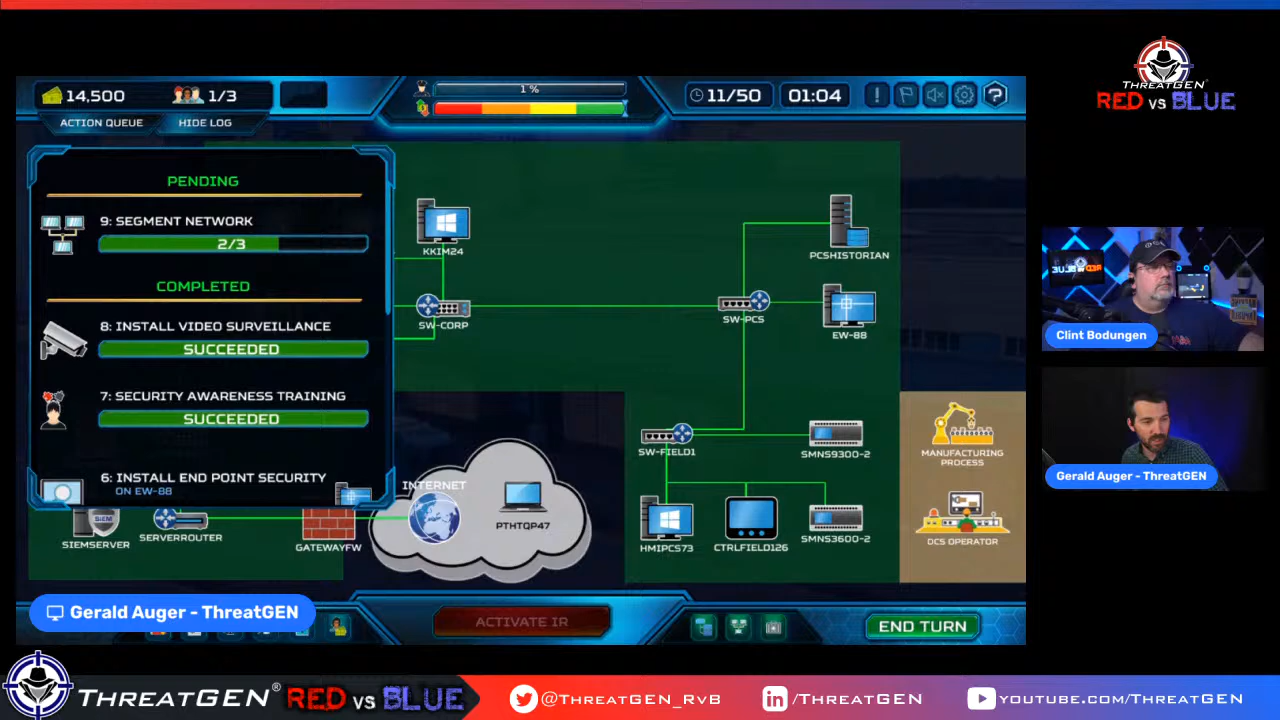 THREATGEN®
RED vs BLUE
14,500
1/3
1 %
11/50
01:04
!
?
ACTION QUEUE
HIDE LOG
PENDING
9: SEGMENT NETWORK
2/3
COMPLETED
8: INSTALL VIDEO SURVEILLANCE
SUCCEEDED
7: SECURITY AWARENESS TRAINING
SUCCEEDED
6: INSTALL END POINT SECURITY
ON EW-88
KKIM24
SW-CORP
SW-PCS
PCSHISTORIAN
EW-88
SW-FIELD1
SMNS9300-2
HMIPCS73
CTRLFIELD126
SMNS3600-2
MANUFACTURING
PROCESS
DCS OPERATOR
INTERNET
PTHTQP47
SIEM
SIEMSERVER
SERVERROUTER
GATEWAYFW
Clint Bodungen
Gerald Auger - ThreatGEN
Gerald Auger - ThreatGEN
ACTIVATE IR
END TURN
THREATGEN® RED vs BLUE
@THREATGEN_RVB
/THREATGEN
YOUTUBE.COM/THREATGEN